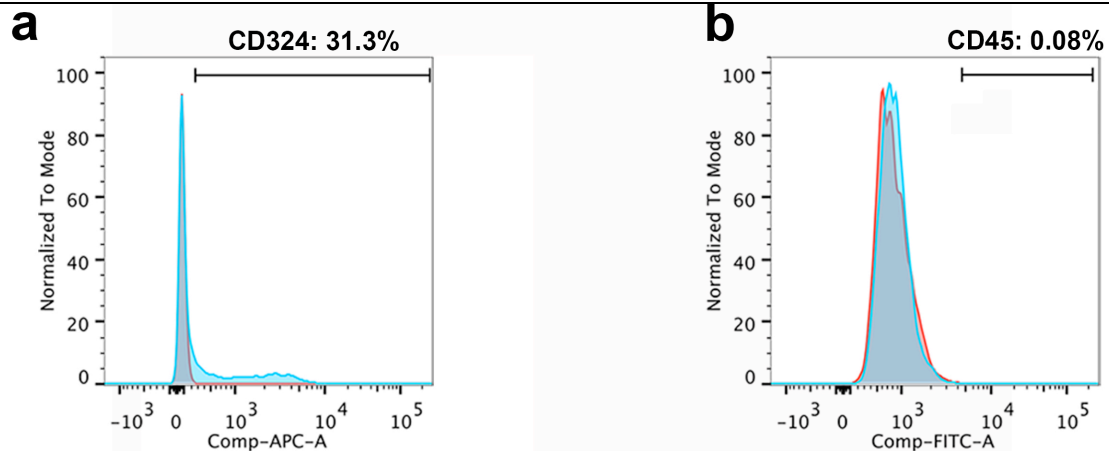 a
CD324: 31.3%
Normalized To Mode
100
80
60
40
20
0
-10³ 0 10³ 10⁴ 10⁵
Comp-APC-A
b
CD45: 0.08%
Normalized To Mode
100
80
60
40
20
0
-10³ 0 10³ 10⁴ 10⁵
Comp-FITC-A